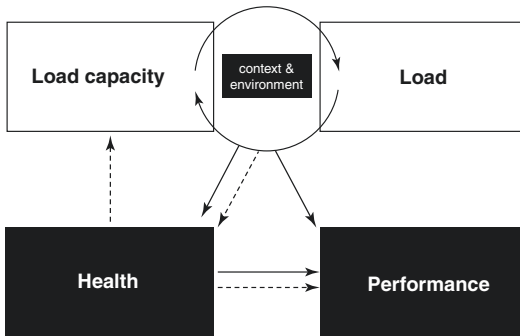 Load capacity
context &
environment
Load
Health
Performance